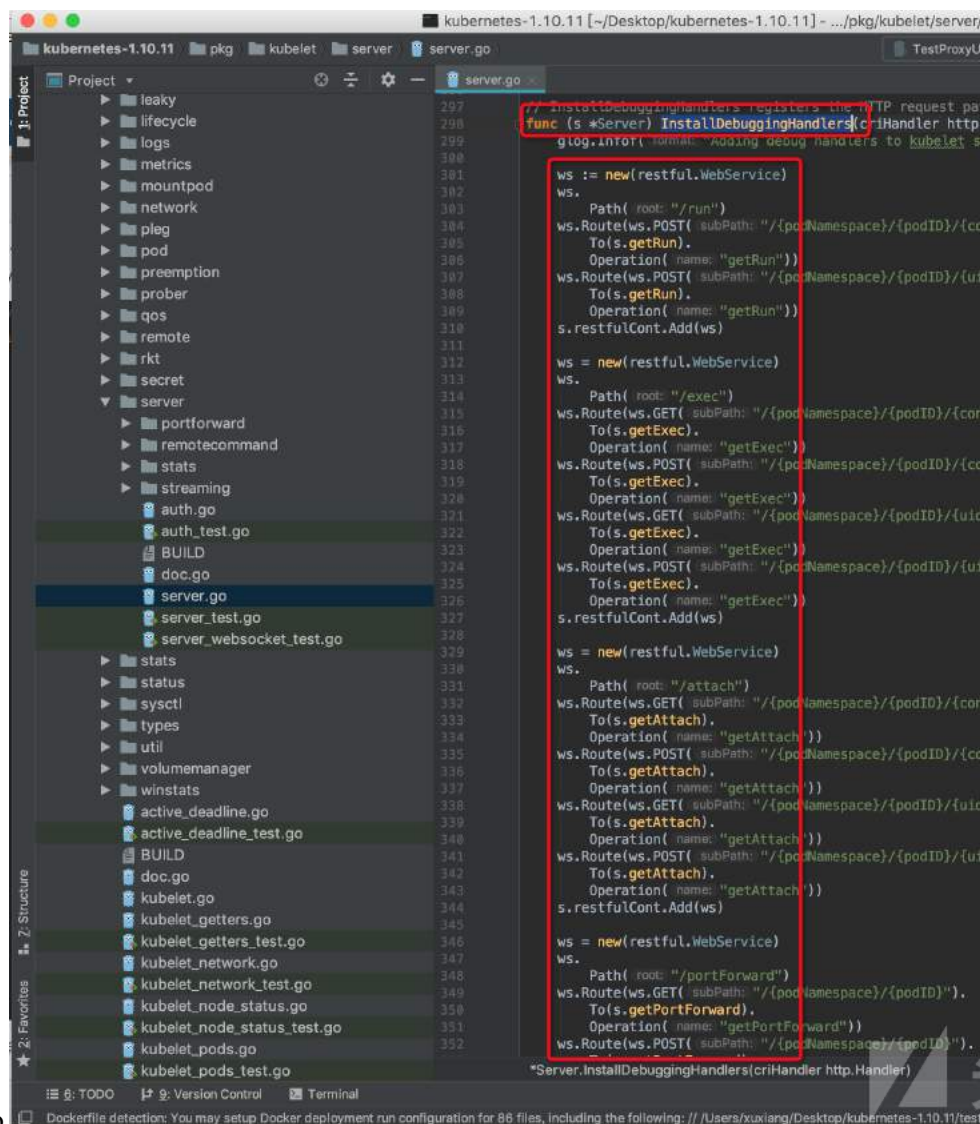 kubernetes-1.10.11 [~/Desktop/kubernetes-1.10.11] - .../pkg/kubelet/server/
kubernetes-1.10.11 pkg kubelet server server.go
TestProxyU
1: Project
Project
server.go
leaky
lifecycle
logs
metrics
mountpod
network
pleg
pod
preemption
prober
qos
remote
rkt
secret
server
portforward
remotecommand
stats
streaming
auth.go
auth_test.go
BUILD
doc.go
server.go
server_test.go
server_websocket_test.go
stats
status
sysctl
types
util
volumemanager
winstats
active_deadline.go
active_deadline_test.go
BUILD
doc.go
kubelet.go
kubelet_getters.go
kubelet_getters_test.go
kubelet_network.go
kubelet_network_test.go
kubelet_node_status.go
kubelet_node_status_test.go
kubelet_pods.go
kubelet_pods_test.go
Z: Structure
2: Favorites
297 // InstallDebuggingHandlers registers the HTTP request pa
298 func (s *Server) InstallDebuggingHandlers(criHandler http
299 glog.Infof( format: "Adding debug handlers to kubelet s
300
301 ws := new(restful.WebService)
302 ws.
303 Path( root: "/run")
304 ws.Route(ws.POST( subPath: "/{podNamespace}/{podID}/{co
305 To(s.getRun).
306 Operation( name: "getRun"))
307 ws.Route(ws.POST( subPath: "/{podNamespace}/{podID}/{ui
308 To(s.getRun).
309 Operation( name: "getRun"))
310 s.restfulCont.Add(ws)
311
312 ws = new(restful.WebService)
313 ws.
314 Path( root: "/exec")
315 ws.Route(ws.GET( subPath: "/{podNamespace}/{podID}/{con
316 To(s.getExec).
317 Operation( name: "getExec"))
318 ws.Route(ws.POST( subPath: "/{podNamespace}/{podID}/{co
319 To(s.getExec).
320 Operation( name: "getExec"))
321 ws.Route(ws.GET( subPath: "/{podNamespace}/{podID}/{uid
322 To(s.getExec).
323 Operation( name: "getExec"))
324 ws.Route(ws.POST( subPath: "/{podNamespace}/{podID}/{ui
325 To(s.getExec).
326 Operation( name: "getExec"))
327 s.restfulCont.Add(ws)
328
329 ws = new(restful.WebService)
330 ws.
331 Path( root: "/attach")
332 ws.Route(ws.GET( subPath: "/{podNamespace}/{podID}/{con
333 To(s.getAttach).
334 Operation( name: "getAttach"))
335 ws.Route(ws.POST( subPath: "/{podNamespace}/{podID}/{co
336 To(s.getAttach).
337 Operation( name: "getAttach"))
338 ws.Route(ws.GET( subPath: "/{podNamespace}/{podID}/{uid
339 To(s.getAttach).
340 Operation( name: "getAttach"))
341 ws.Route(ws.POST( subPath: "/{podNamespace}/{podID}/{ui
342 To(s.getAttach).
343 Operation( name: "getAttach"))
344 s.restfulCont.Add(ws)
345
346 ws = new(restful.WebService)
347 ws.
348 Path( root: "/portForward")
349 ws.Route(ws.GET( subPath: "/{podNamespace}/{podID}").
350 To(s.getPortForward).
351 Operation( name: "getPortForward"))
352 ws.Route(ws.POST( subPath: "/{podNamespace}/{podID}").
*Server.InstallDebuggingHandlers(criHandler http.Handler)
6: TODO 9: Version Control Terminal
Dockerfile detection: You may setup Docker deployment run configuration for 86 files, including the following: // /Users/xuxiang/Desktop/kubernetes-1.10.11/test